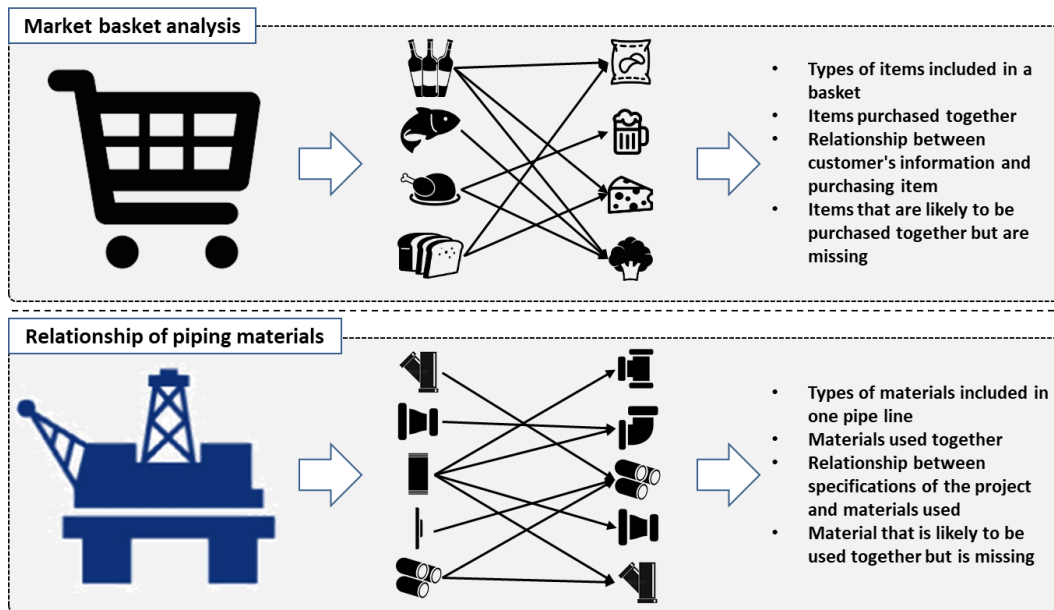 Market basket analysis
• Types of items included in a
basket
• Items purchased together
• Relationship between
customer's information and
purchasing item
• Items that are likely to be
purchased together but are
missing
Relationship of piping materials
• Types of materials included in
one pipe line
• Materials used together
• Relationship between
specifications of the project
and materials used
• Material that is likely to be
used together but is missing